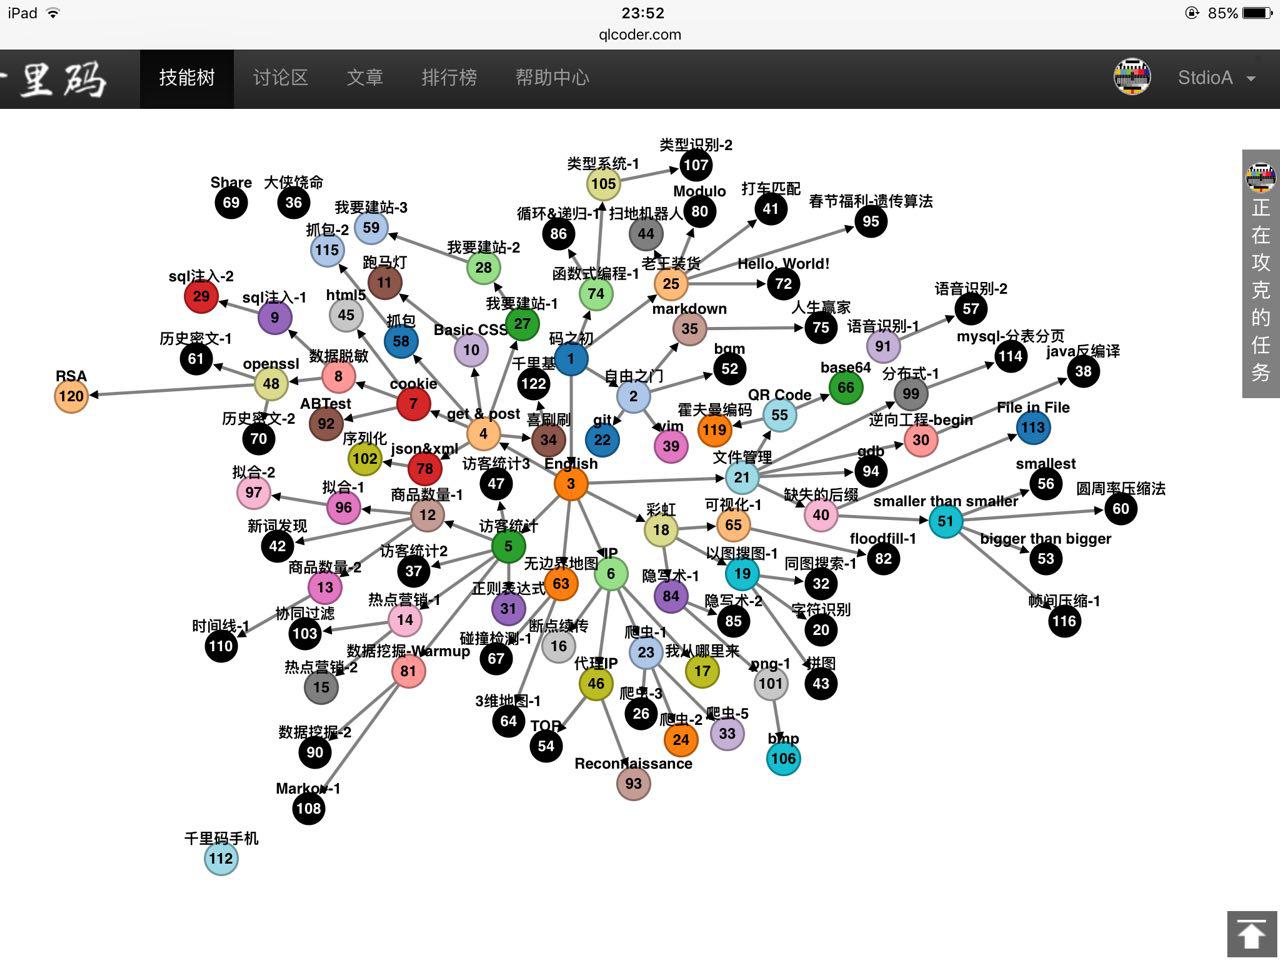 iPad
23:52
85%
qlcoder.com
千里码
技能树
讨论区
文章
排行榜
帮助中心
StdioA
正在攻克的任务
类型识别-2
107
类型系统-1
105
Share
69
大侠饶命
36
Modulo
80
打车匹配
41
春节福利-遗传算法
95
我要建站-3
59
循环&递归-1
86
扫地机器人
44
抓包-2
115
我要建站-2
28
跑马灯
11
函数式编程-1
74
老王装货
25
Hello, World!
72
sql注入-2
29
sql注入-1
9
html5
45
我要建站-1
27
markdown
35
人生赢家
75
语音识别-2
57
语音识别-1
91
抓包
58
Basic CSS
10
码之初
1
mysql-分表分页
114
历史密文-1
61
数据脱敏
8
openssl
48
千里基
122
自由之门
2
bgm
52
base64
66
分布式-1
99
java反编译
38
RSA
120
cookie
7
ABTest
92
get & post
4
喜刷刷
34
git
22
vim
39
霍夫曼编码
119
QR Code
55
逆向工程-begin
30
File in File
113
历史密文-2
70
序列化
102
json&xml
78
访客统计3
47
English
3
文件管理
21
gdb
94
smallest
56
拟合-2
97
拟合-1
96
商品数量-1
12
彩虹
18
可视化-1
65
缺失的后缀
40
smaller than smaller
51
圆周率压缩法
60
新词发现
42
访客统计
5
访客统计2
37
无边界地图
63
IP
6
以图搜图-1
19
floodfill-1
82
bigger than bigger
53
商品数量-2
13
正则表达式
31
隐写术-1
84
同图搜索-1
32
隐写术-2
85
字符识别
20
帧间压缩-1
116
时间线-1
110
协同过滤
103
热点营销-1
14
碰撞检测-1
67
断点续传
16
爬虫-1
23
我从哪里来
17
png-1
101
拼图
43
热点营销-2
15
数据挖掘-Warmup
81
代理IP
46
3维地图-1
64
TOR
54
爬虫-3
26
爬虫-2
24
爬虫-5
33
bmp
106
数据挖掘-2
90
Reconnaissance
93
Markov-1
108
千里码手机
112